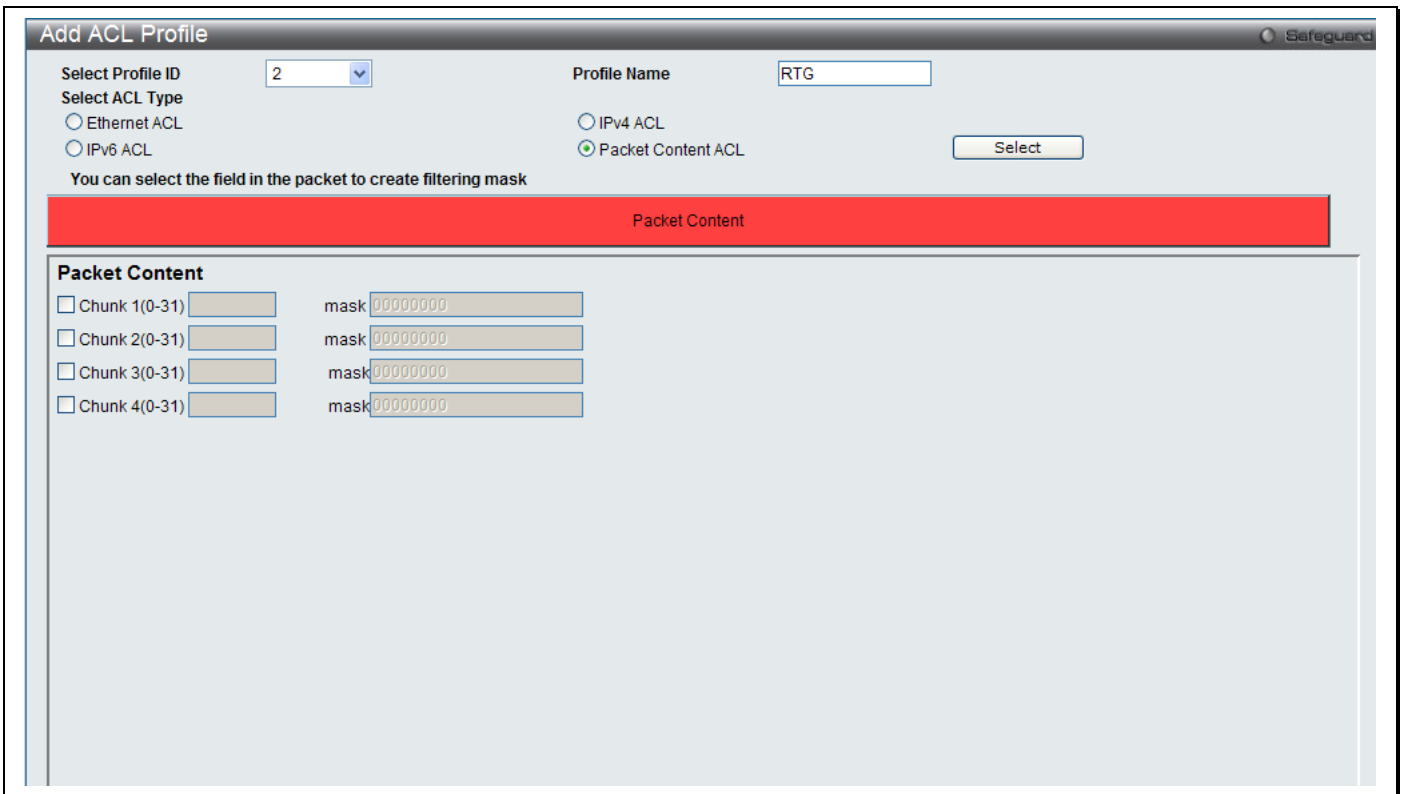 Add ACL Profile
Safeguard
Select Profile ID 2 Profile Name RTG
Select ACL Type
Ethernet ACL IPv4 ACL
IPv6 ACL Packet Content ACL Select
You can select the field in the packet to create filtering mask
Packet Content
Packet Content
Chunk 1(0-31) mask 00000000
Chunk 2(0-31) mask 00000000
Chunk 3(0-31) mask 00000000
Chunk 4(0-31) mask 00000000